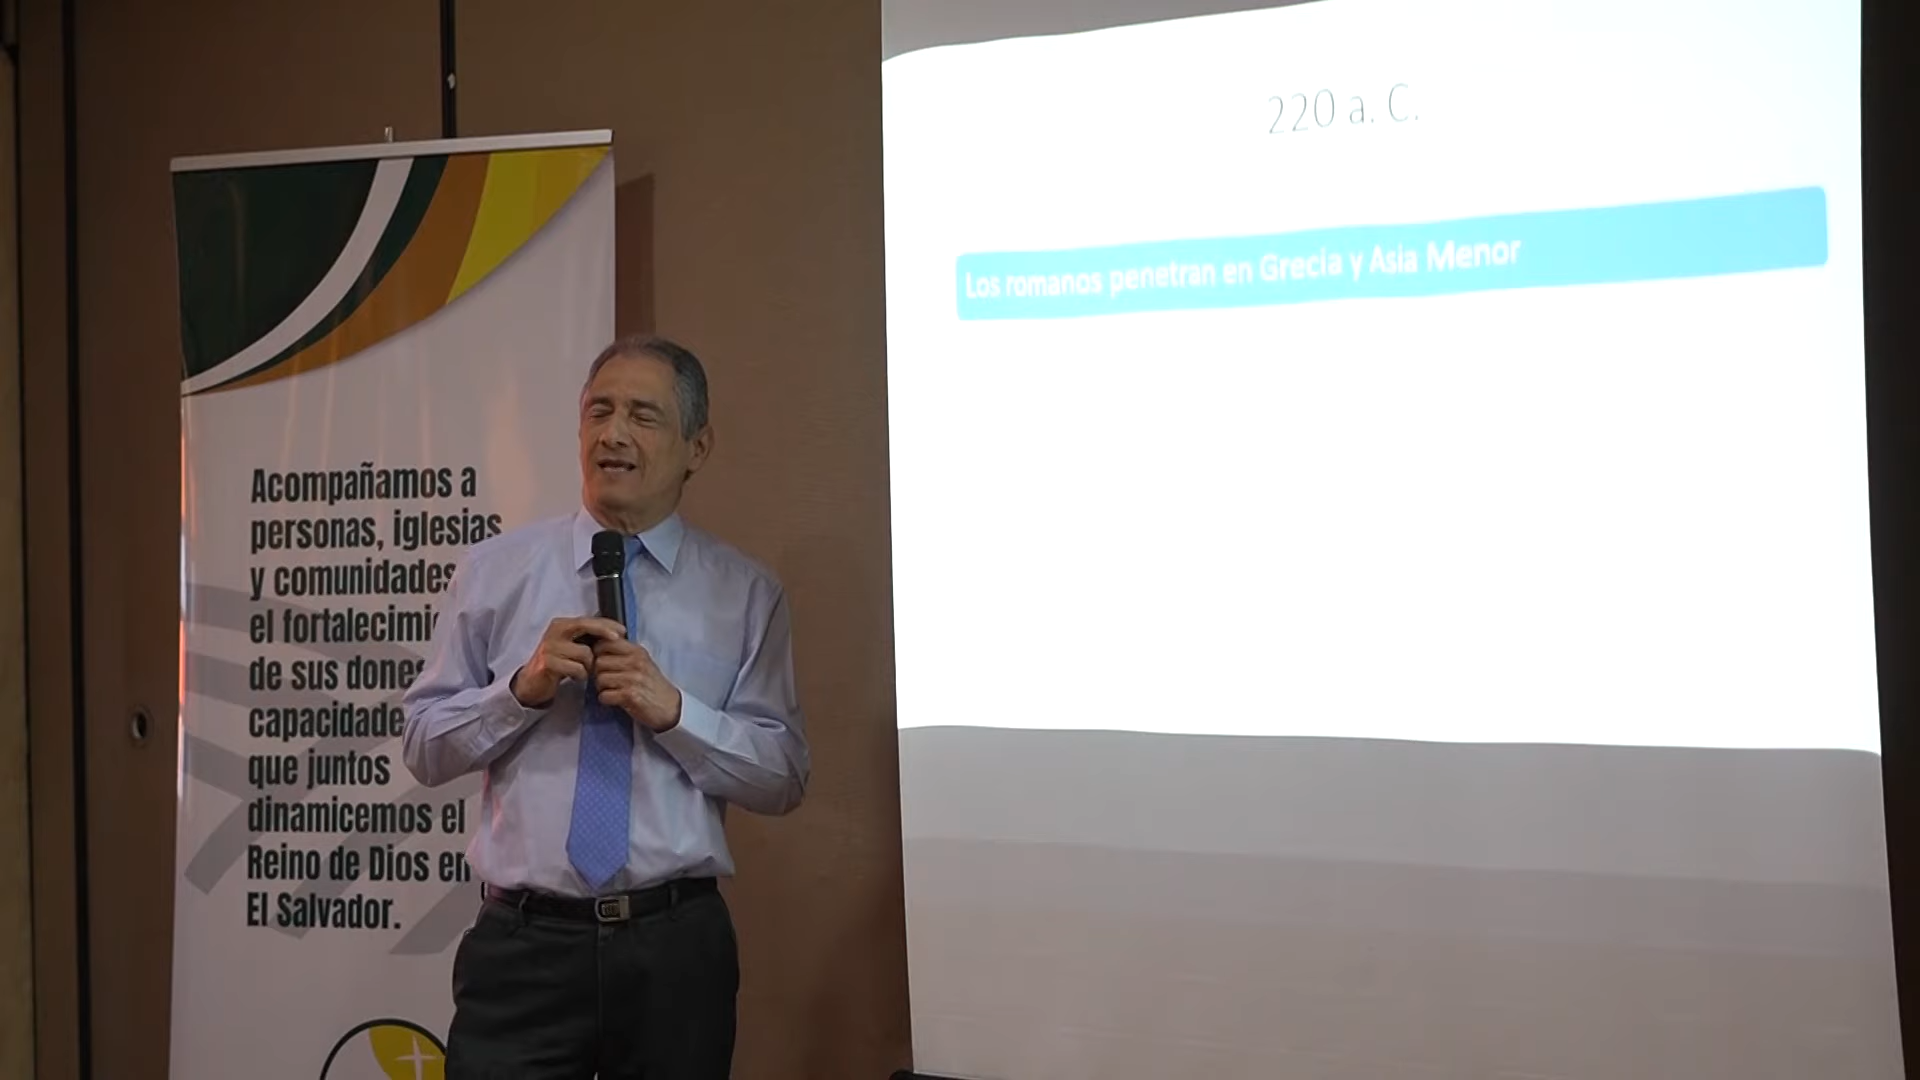 Acompañamos a
personas, iglesias
y comunidades
el fortalecimi
de sus dones
capacidade
que juntos
dinamicemos el
Reino de Dios en
El Salvador.
220 a. C.
Los romanos penetran en Grecia y Asia Menor